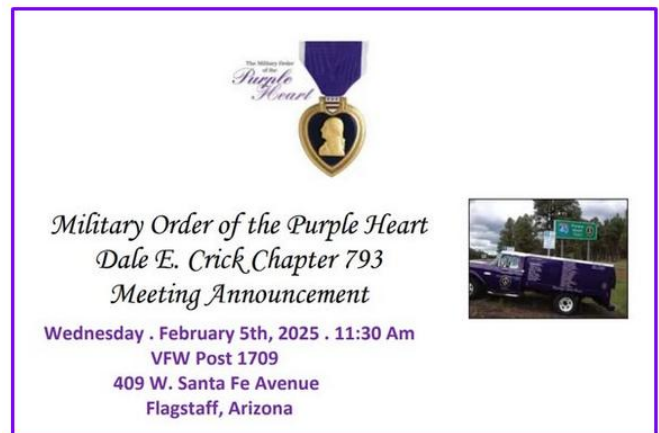 The Military Order
of the
Purple
Heart
Military Order of the Purple Heart
Dale E. Crick Chapter 793
Meeting Announcement
Wednesday . February 5th, 2025 . 11:30 Am
VFW Post 1709
409 W. Santa Fe Avenue
Flagstaff, Arizona